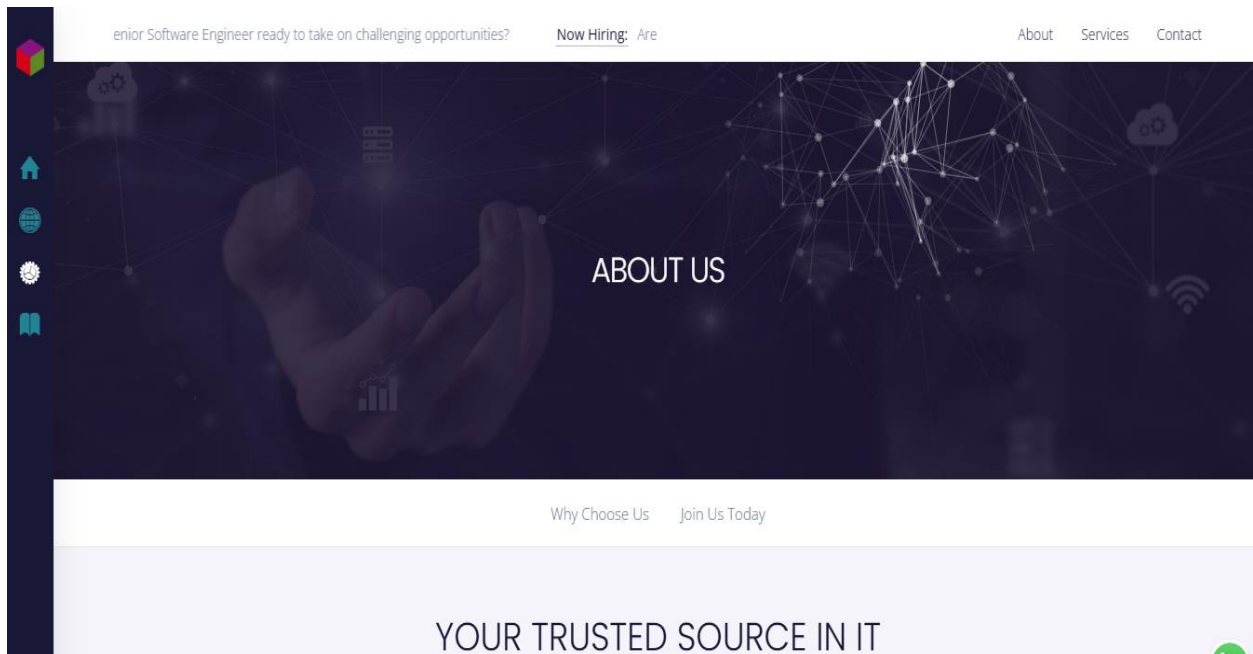 enior Software Engineer ready to take on challenging opportunities? Now Hiring: Are
About Services Contact
ABOUT US
Why Choose Us Join Us Today
YOUR TRUSTED SOURCE IN IT